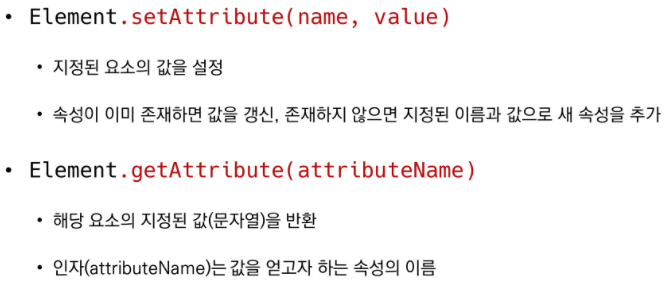 • Element.setAttribute(name, value)
• 지정된 요소의 값을 설정
• 속성이 이미 존재하면 값을 갱신, 존재하지 않으면 지정된 이름과 값으로 새 속성을 추가
• Element.getAttribute(attributeName)
• 해당 요소의 지정된 값(문자열)을 반환
• 인자(attributeName)는 값을 얻고자 하는 속성의 이름